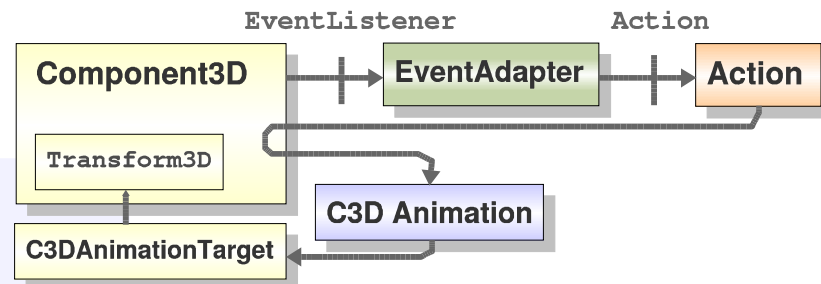 EventListener
Action
Component3D
EventAdapter
Action
Transform3D
C3D Animation
C3DAnimationTarget